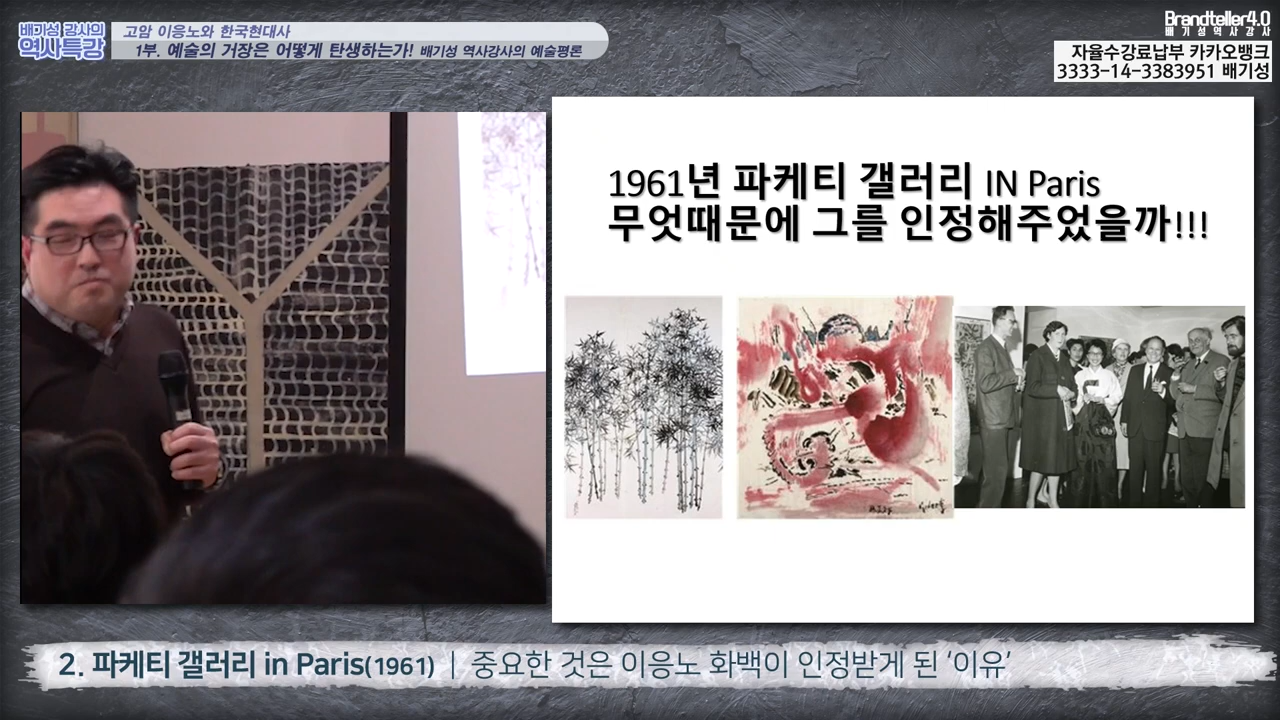 배기성 강사의
역사특강
고암 이응노와 한국현대사
1부. 예술의 거장은 어떻게 탄생하는가! 배기성 역사강사의 예술평론
Brandteller4.0
배기성역사강사
자율수강료납부 카카오뱅크
3333-14-3383951 배기성
1961년 파케티 갤러리 IN Paris
무엇때문에 그를 인정해주었을까!!!
2. 파케티 갤러리 in Paris(1961) | 중요한 것은 이응노 화백이 인정받게 된 '이유'